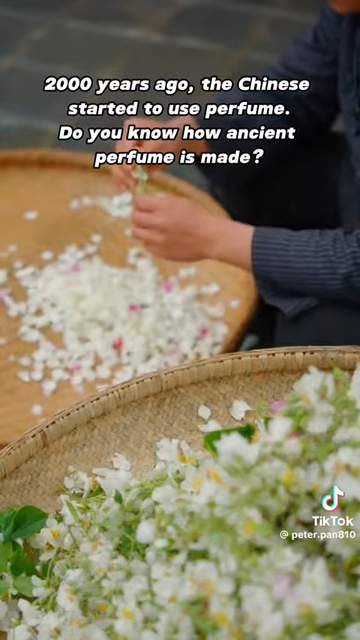 2000 years ago, the Chinese
started to use perfume.
Do you know how ancient
perfume is made?
TikTok
@ peter.pan810